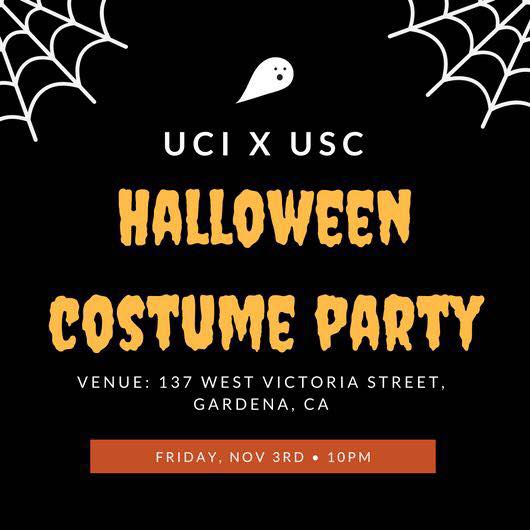 UCI X USC
HALLOWEEN
COSTUME PARTY
VENUE: 137 WEST VICTORIA STREET,
GARDENA, CA
FRIDAY, NOV 3RD • 10PM